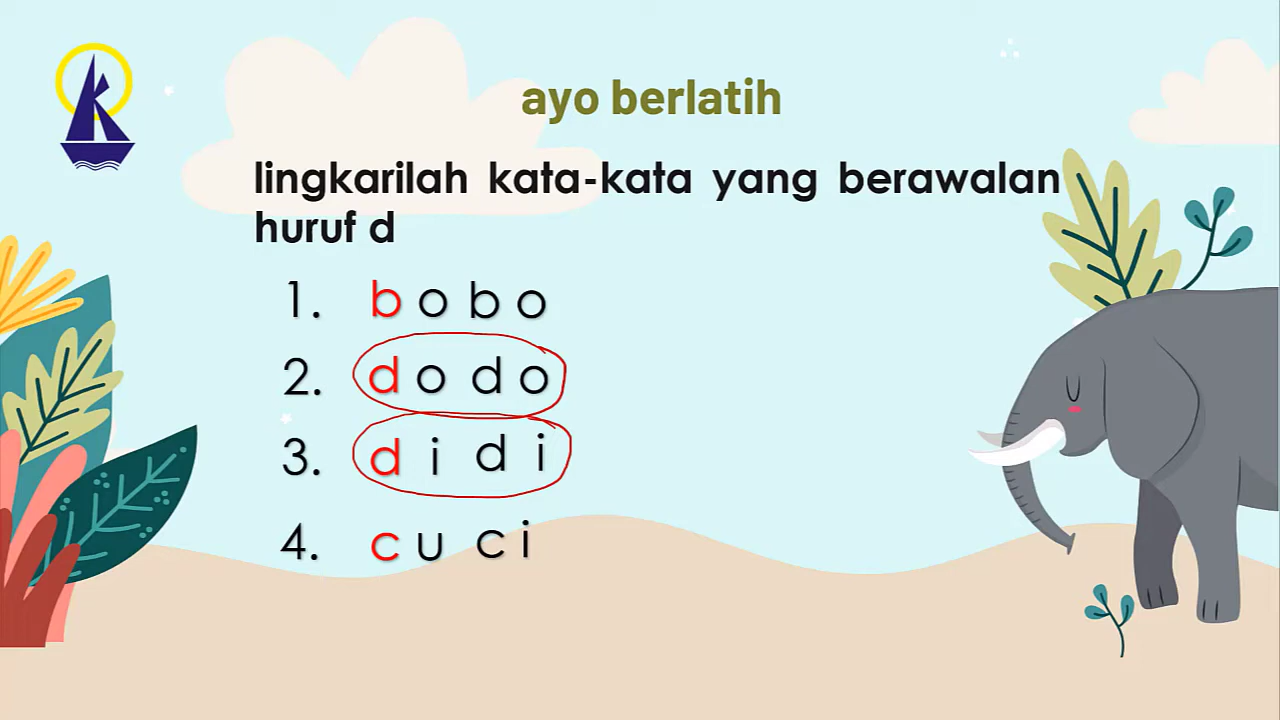 ayo berlatih
lingkarilah kata-kata yang berawalan
huruf d
1. b o b o
2. d o d o
3. d i d i
4. c u c i